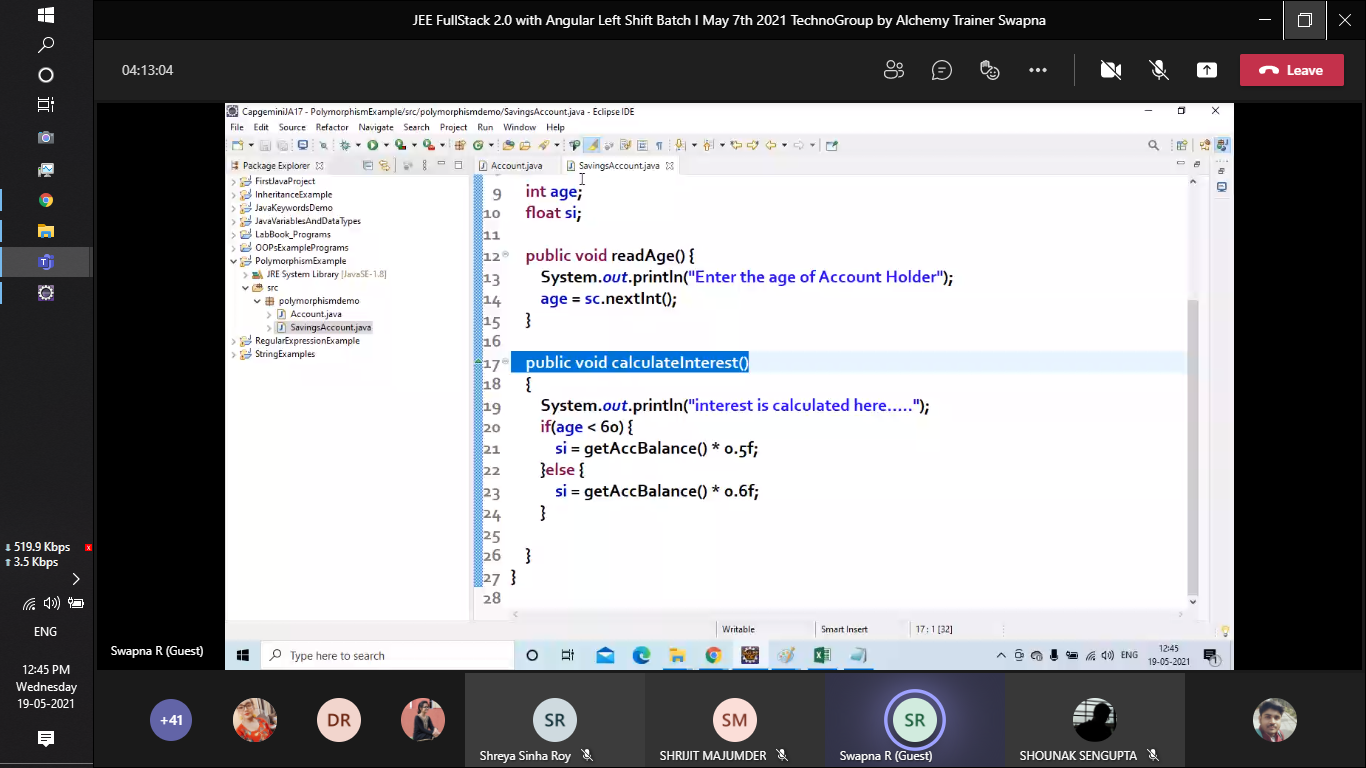 JEE FullStack 2.0 with Angular Left Shift Batch I May 7th 2021 TechnoGroup by Alchemy Trainer Swapna
04:13:04
Leave
CapgeminiJA17 - PolymorphismExample/src/polymorphismdemo/SavingsAccount.java - Eclipse IDE
File Edit Source Refactor Navigate Search Project Run Window Help
Package Explorer
Account.java
SavingsAccount.java
FirstJavaProject
InheritanceExample
JavaKeywordsDemo
JavaVariablesAndDataTypes
LabBook_Programs
OOPsExamplePrograms
PolymorphismExample
JRE System Library [JavaSE-1.8]
src
polymorphismdemo
Account.java
SavingsAccount.java
RegularExpressionExample
StringExamples
9 int age;
10 float si;
11
12 public void readAge() {
13 System.out.println("Enter the age of Account Holder");
14 age = sc.nextInt();
15 }
16
17 public void calculateInterest()
18 {
19 System.out.println("interest is calculated here.....");
20 if(age < 60) {
21 si = getAccBalance() * 0.5f;
22 }else {
23 si = getAccBalance() * 0.6f;
24 }
25
26 }
27 }
28
Writable
Smart Insert
17 : 1 [32]
Type here to search
ENG
12:45
19-05-2021
1
519.9 Kbps
x
3.5 Kbps
ENG
12:45 PM
Wednesday
19-05-2021
Swapna R (Guest)
+41
DR
SR
Shreya Sinha Roy
SM
SHRIJIT MAJUMDER
SR
Swapna R (Guest)
SHOUNAK SENGUPTA